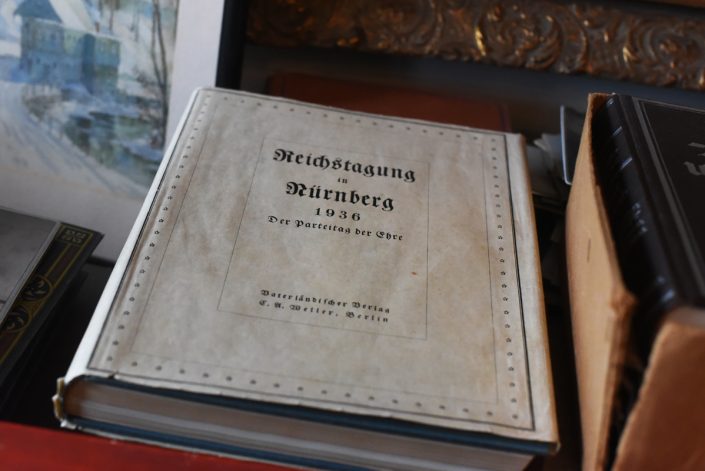 Reichstagung
in
Nürnberg
1936
Der Parteitag der Ehre
Vaterländischer Verlag
C. A. Weller, Berlin